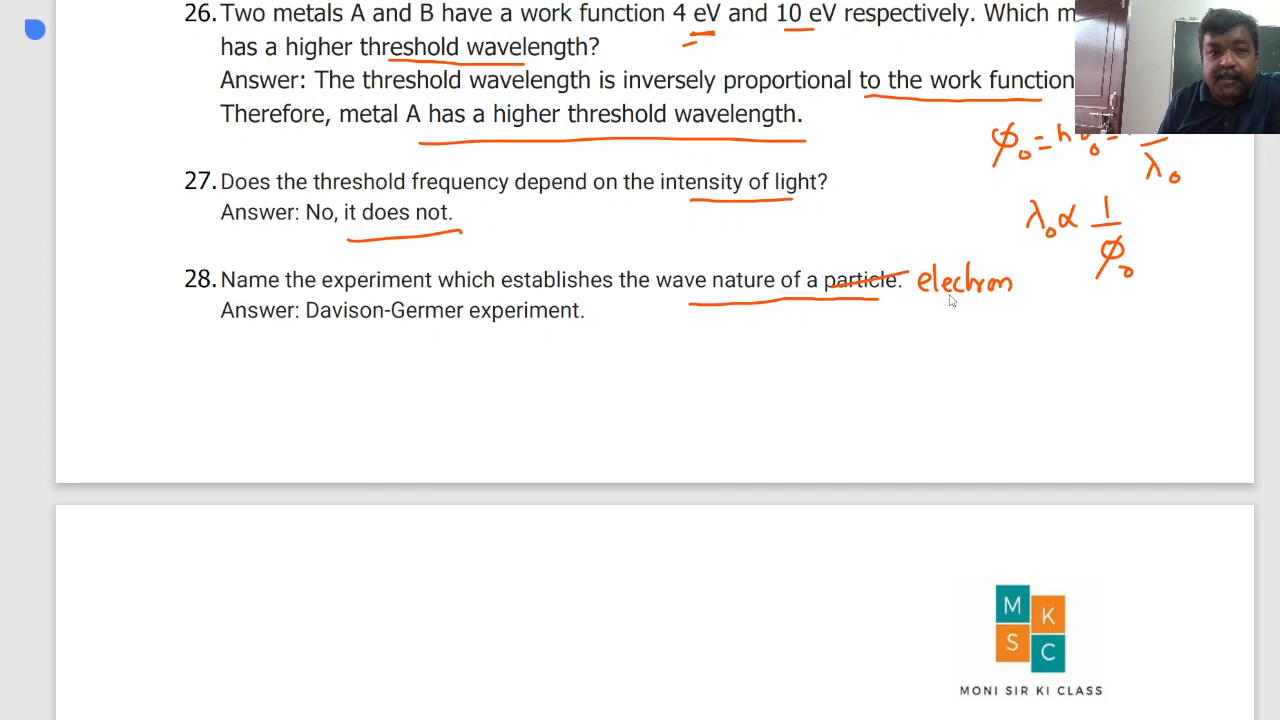 26. Two metals A and B have a work function 4 eV and 10 eV respectively. Which
has a higher threshold wavelength?
Answer: The threshold wavelength is inversely proportional to the work function
Therefore, metal A has a higher threshold wavelength.
ϕ₀ = hν₀ =
λ₀
27. Does the threshold frequency depend on the intensity of light?
Answer: No, it does not.
λ₀ ∝ 1/ϕ₀
28. Name the experiment which establishes the wave nature of a particle. electron
Answer: Davison-Germer experiment.
M K
S C
MONI SIR KI CLASS